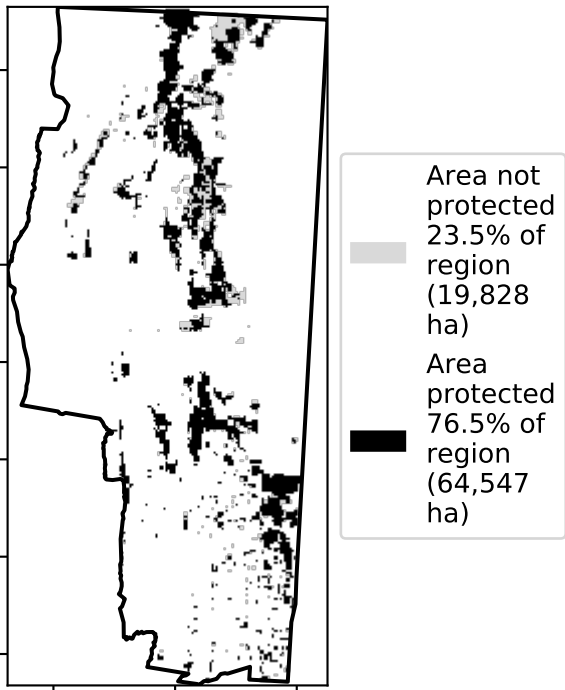 Area not
protected
23.5% of
region
(19,828
ha)
Area
protected
76.5% of
region
(64,547
ha)